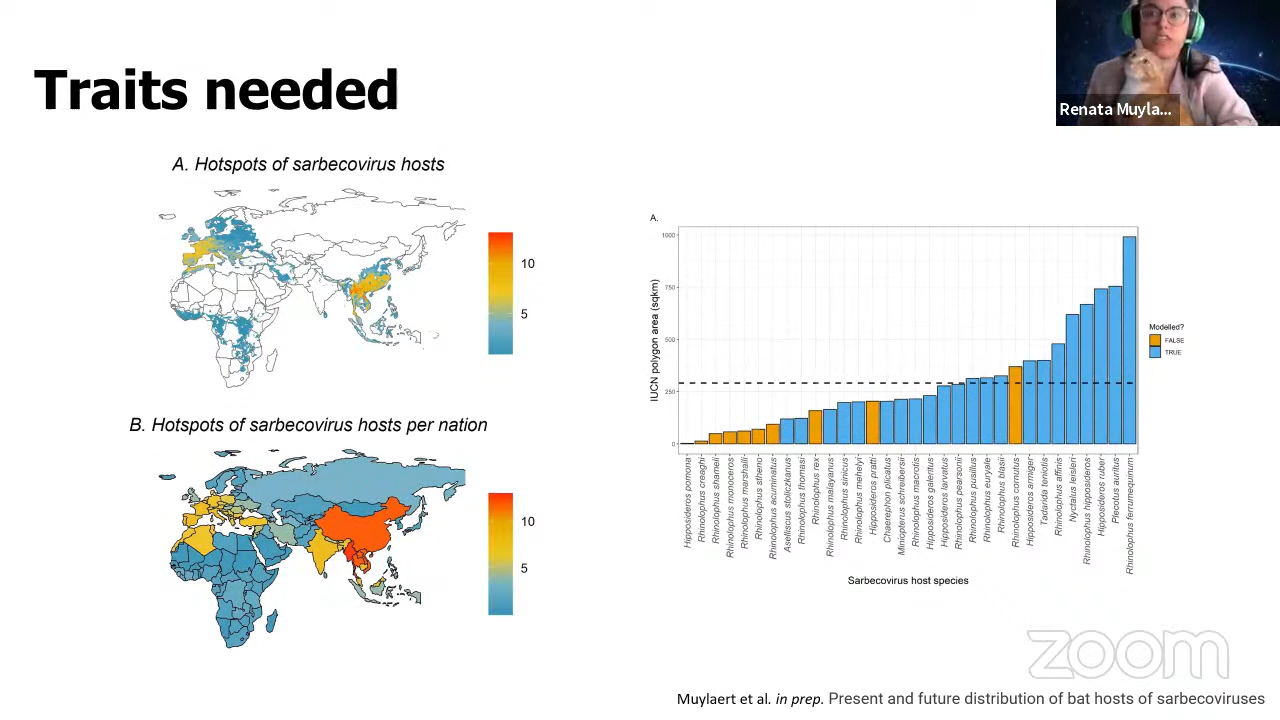 Traits needed
Renata Muyla...
A. Hotspots of sarbecovirus hosts
10
5
B. Hotspots of sarbecovirus hosts per nation
10
5
A.
IUCN polygon area (sqkm)
1000
750
500
250
0
Hipposideros pomona
Rhinolophus creaghi
Rhinolophus shameli
Rhinolophus monoceros
Rhinolophus marshalli
Rhinolophus stheno
Rhinolophus acuminatus
Aselliscus stoliczkanus
Rhinolophus thomasi
Rhinolophus rex
Rhinolophus malayanus
Rhinolophus sinicus
Rhinolophus mehelyi
Hipposideros pratti
Chaerephon plicatus
Miniopterus schreibersii
Rhinolophus macrotis
Hipposideros galeritus
Hipposideros larvatus
Rhinolophus pearsonii
Rhinolophus pusillus
Rhinolophus euryale
Rhinolophus blasii
Rhinolophus cornutus
Hipposideros armiger
Tadarida teniotis
Rhinolophus affinis
Nyctalus leisleri
Rhinolophus hipposideros
Hipposideros ruber
Plecotus auritus
Rhinolophus ferrumequinum
Sarbecovirus host species
Modelled?
FALSE
TRUE
zoom
Muylaert et al. in prep. Present and future distribution of bat hosts of sarbecoviruses